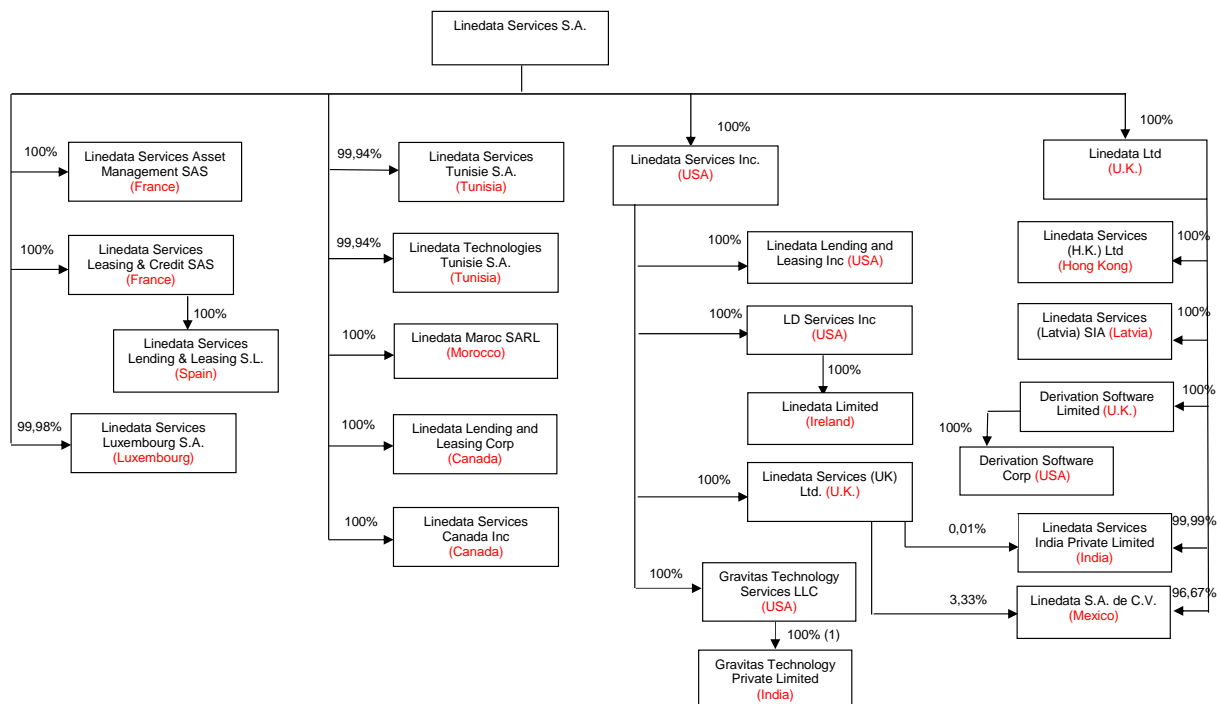 Linedata Services S.A.
100%
Linedata Services Asset
Management SAS
(France)
100%
Linedata Services
Leasing & Credit SAS
(France)
100%
Linedata Services
Lending & Leasing S.L.
(Spain)
99,98%
Linedata Services
Luxembourg S.A.
(Luxembourg)
99,94%
Linedata Services
Tunisie S.A.
(Tunisia)
99,94%
Linedata Technologies
Tunisie S.A.
(Tunisia)
100%
Linedata Maroc SARL
(Morocco)
100%
Linedata Lending and
Leasing Corp
(Canada)
100%
Linedata Services
Canada Inc
(Canada)
100%
Linedata Services Inc.
(USA)
100%
Linedata Lending and
Leasing Inc (USA)
100%
LD Services Inc
(USA)
100%
Linedata Limited
(Ireland)
100%
Linedata Services (UK)
Ltd. (U.K.)
100%
Gravitas Technology
Services LLC
(USA)
100% (1)
Gravitas Technology
Private Limited
(India)
100%
Linedata Ltd
(U.K.)
Linedata Services
(H.K.) Ltd
(Hong Kong)
100%
Linedata Services
(Latvia) SIA (Latvia)
100%
Derivation Software
Limited (U.K.)
100%
100%
Derivation Software
Corp (USA)
0,01%
Linedata Services
India Private Limited
(India)
99,99%
3,33%
Linedata S.A. de C.V.
(Mexico)
96,67%